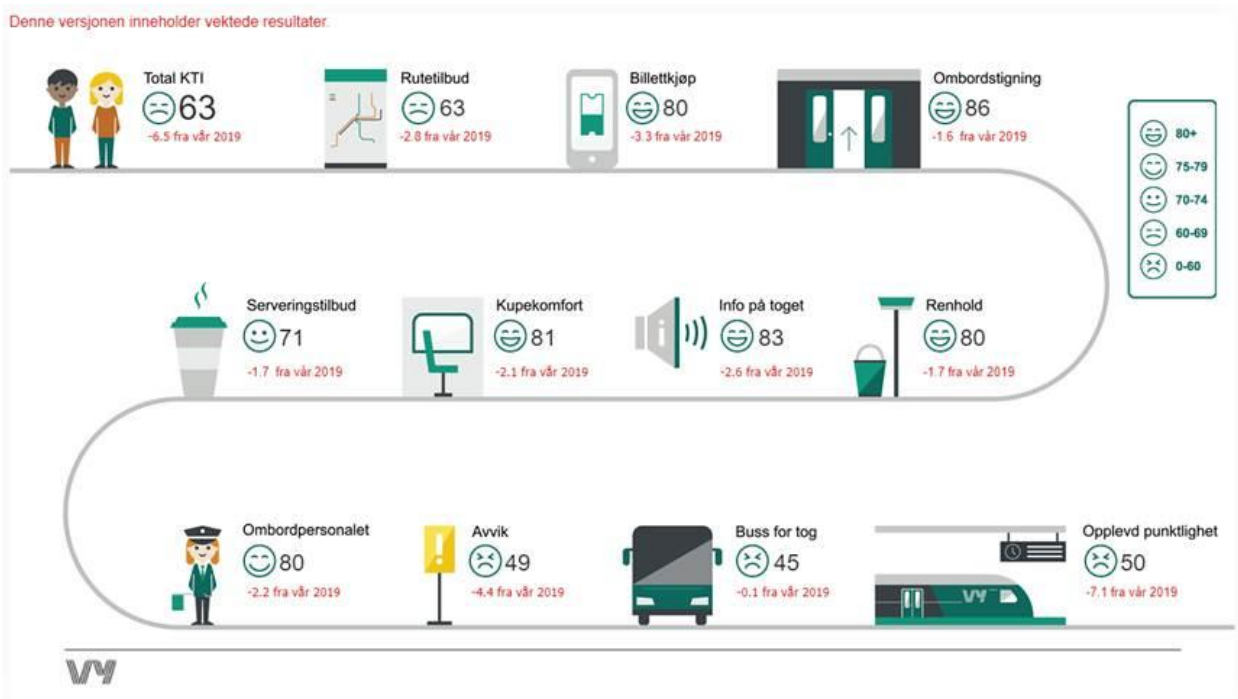 Denne versjonen inneholder vektede resultater.
Total KTI
63
-6.5 fra vår 2019
Rutetilbud
63
-2.8 fra vår 2019
Billettkjøp
80
-3.3 fra vår 2019
Ombordstigning
86
-1.6 fra vår 2019
80+
75-79
70-74
60-69
0-60
Serveringstilbud
71
-1.7 fra vår 2019
Kupekomfort
81
-2.1 fra vår 2019
Info på toget
83
-2.6 fra vår 2019
Renhold
80
-1.7 fra vår 2019
Ombordpersonalet
80
-2.2 fra vår 2019
Avvik
49
-4.4 fra vår 2019
Buss for tog
45
-0.1 fra vår 2019
Opplevd punktlighet
50
-7.1 fra vår 2019
VY
VY